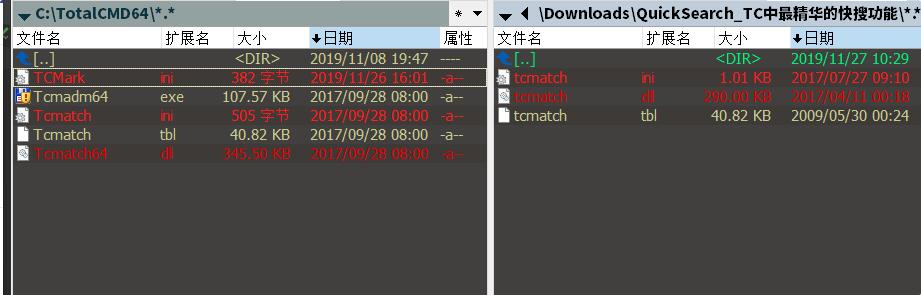 C:\TotalCMD64\*.*
文件名 扩展名 大小 日期 属性
[..] <DIR> 2019/11/08 19:47 ----
TCMark ini 382 字节 2019/11/26 16:01 -a--
Tcmadm64 exe 107.57 KB 2017/09/28 08:00 -a--
Tcmatch ini 505 字节 2017/09/28 08:00 -a--
Tcmatch tbl 40.82 KB 2017/09/28 08:00 -a--
Tcmatch64 dll 345.50 KB 2017/09/28 08:00 -a--
\Downloads\QuickSearch_TC中最精华的快搜功能\*.*
文件名 扩展名 大小 日期
[..] <DIR> 2019/11/27 10:29
tcmatch ini 1.01 KB 2017/07/27 09:10
tcmatch dll 290.00 KB 2017/04/11 00:18
tcmatch tbl 40.82 KB 2009/05/30 00:24